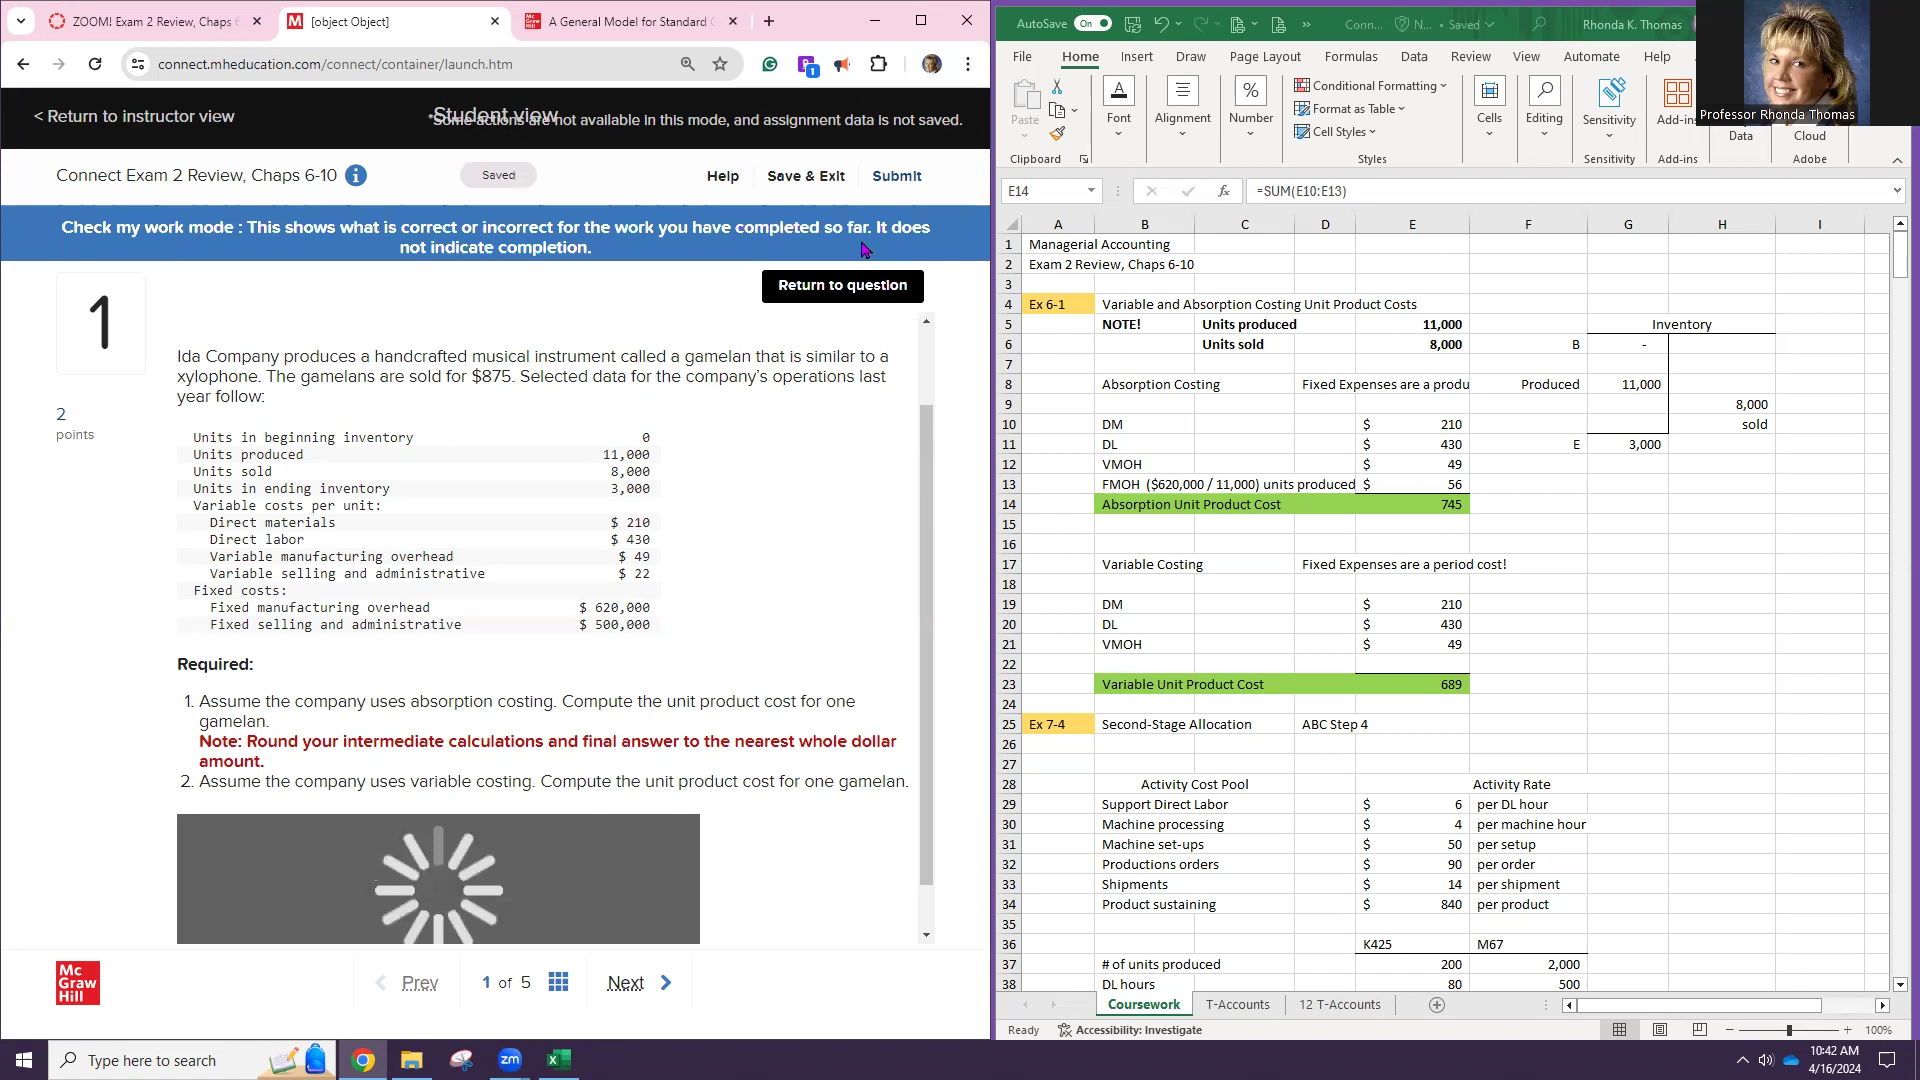 ZOOM! Exam 2 Review, Chaps 6
[object Object]
A General Model for Standard
connect.mheducation.com/connect/container/launch.htm
< Return to instructor view
Student view
*Some actions are not available in this mode, and assignment data is not saved.
Connect Exam 2 Review, Chaps 6-10
Saved
Help
Save & Exit
Submit
Check my work mode : This shows what is correct or incorrect for the work you have completed so far. It does
not indicate completion.
Return to question
1
2
points
Ida Company produces a handcrafted musical instrument called a gamelan that is similar to a
xylophone. The gamelans are sold for $875. Selected data for the company's operations last
year follow:
Units in beginning inventory 0
Units produced 11,000
Units sold 8,000
Units in ending inventory 3,000
Variable costs per unit:
Direct materials $ 210
Direct labor $ 430
Variable manufacturing overhead $ 49
Variable selling and administrative $ 22
Fixed costs:
Fixed manufacturing overhead $ 620,000
Fixed selling and administrative $ 500,000
Required:
1. Assume the company uses absorption costing. Compute the unit product cost for one
gamelan.
Note: Round your intermediate calculations and final answer to the nearest whole dollar
amount.
2. Assume the company uses variable costing. Compute the unit product cost for one gamelan.
Mc
Graw
Hill
Prev
1 of 5
Next
AutoSave On
Conn...
N... • Saved
Rhonda K. Thomas
File Home Insert Draw Page Layout Formulas Data Review View Automate Help
Paste
Clipboard
Font
Alignment
Number
Conditional Formatting
Format as Table
Cell Styles
Styles
Cells
Editing
Sensitivity
Sensitivity
Add-ins
Add-ins
Data
Cloud
Adobe
Professor Rhonda Thomas
E14
fx
=SUM(E10:E13)
A B C D E F G H I
1 Managerial Accounting
2 Exam 2 Review, Chaps 6-10
3
4 Ex 6-1 Variable and Absorption Costing Unit Product Costs
5 NOTE! Units produced 11,000 Inventory
6 Units sold 8,000 B -
7
8 Absorption Costing Fixed Expenses are a produ Produced 11,000
9 8,000
10 DM $ 210 sold
11 DL $ 430 E 3,000
12 VMOH $ 49
13 FMOH ($620,000 / 11,000) units produced $ 56
14 Absorption Unit Product Cost 745
15
16
17 Variable Costing Fixed Expenses are a period cost!
18
19 DM $ 210
20 DL $ 430
21 VMOH $ 49
22
23 Variable Unit Product Cost 689
24
25 Ex 7-4 Second-Stage Allocation ABC Step 4
26
27
28 Activity Cost Pool Activity Rate
29 Support Direct Labor $ 6 per DL hour
30 Machine processing $ 4 per machine hour
31 Machine set-ups $ 50 per setup
32 Productions orders $ 90 per order
33 Shipments $ 14 per shipment
34 Product sustaining $ 840 per product
35
36 K425 M67
37 # of units produced 200 2,000
38 DL hours 80 500
Coursework T-Accounts 12 T-Accounts
Ready Accessibility: Investigate
100%
Type here to search
zm
10:42 AM
4/16/2024